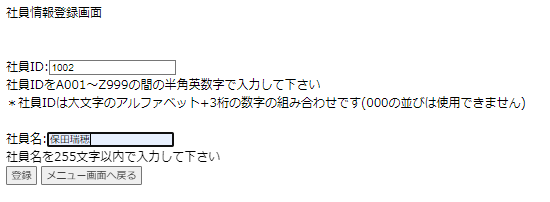 社員情報登録画面
社員ID:1002
社員IDをA001～Z999の間の半角英数字で入力して下さい
＊社員IDは大文字のアルファベット+3桁の数字の組み合わせです(000の並びは使用できません)
社員名:保田瑞穂
社員名を255文字以内で入力して下さい
登録 メニュー画面へ戻る